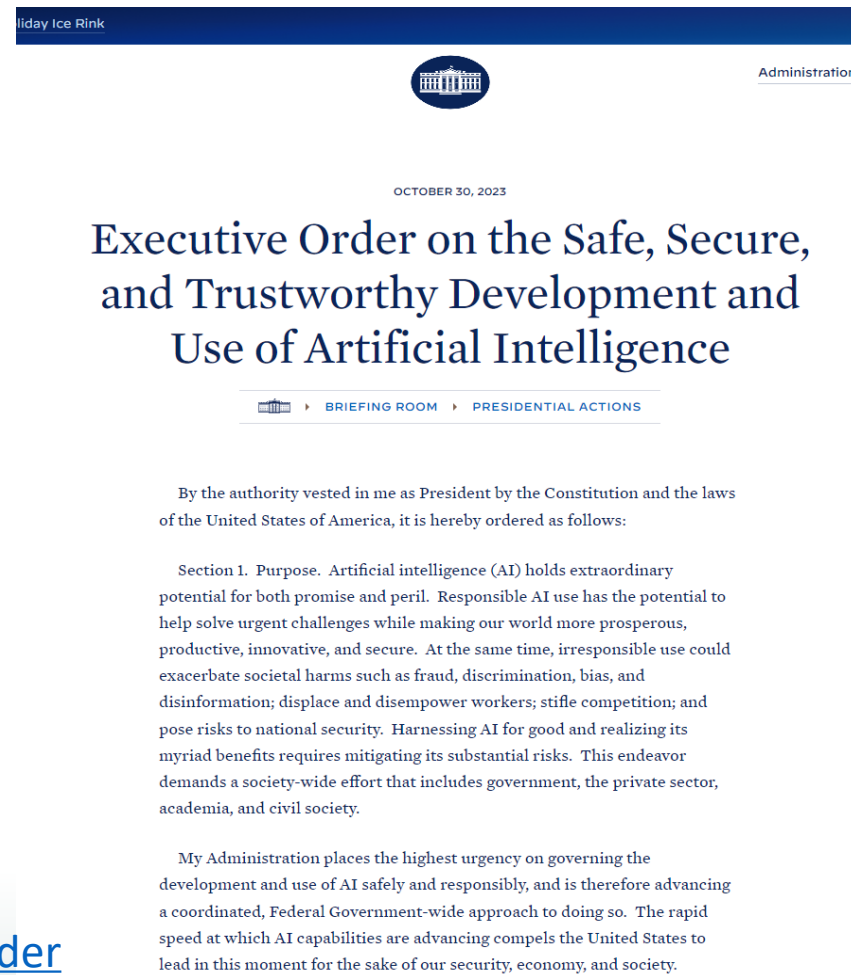 liday Ice Rink
Administration
OCTOBER 30, 2023
Executive Order on the Safe, Secure,
and Trustworthy Development and
Use of Artificial Intelligence
BRIEFING ROOM
PRESIDENTIAL ACTIONS
By the authority vested in me as President by the Constitution and the laws
of the United States of America, it is hereby ordered as follows:
Section 1.  Purpose.  Artificial intelligence (AI) holds extraordinary
potential for both promise and peril.  Responsible AI use has the potential to
help solve urgent challenges while making our world more prosperous,
productive, innovative, and secure.  At the same time, irresponsible use could
exacerbate societal harms such as fraud, discrimination, bias, and
disinformation; displace and disempower workers; stifle competition; and
pose risks to national security.  Harnessing AI for good and realizing its
myriad benefits requires mitigating its substantial risks.  This endeavor
demands a society-wide effort that includes government, the private sector,
academia, and civil society.
My Administration places the highest urgency on governing the
development and use of AI safely and responsibly, and is therefore advancing
a coordinated, Federal Government-wide approach to doing so.  The rapid
speed at which AI capabilities are advancing compels the United States to
lead in this moment for the sake of our security, economy, and society.
der